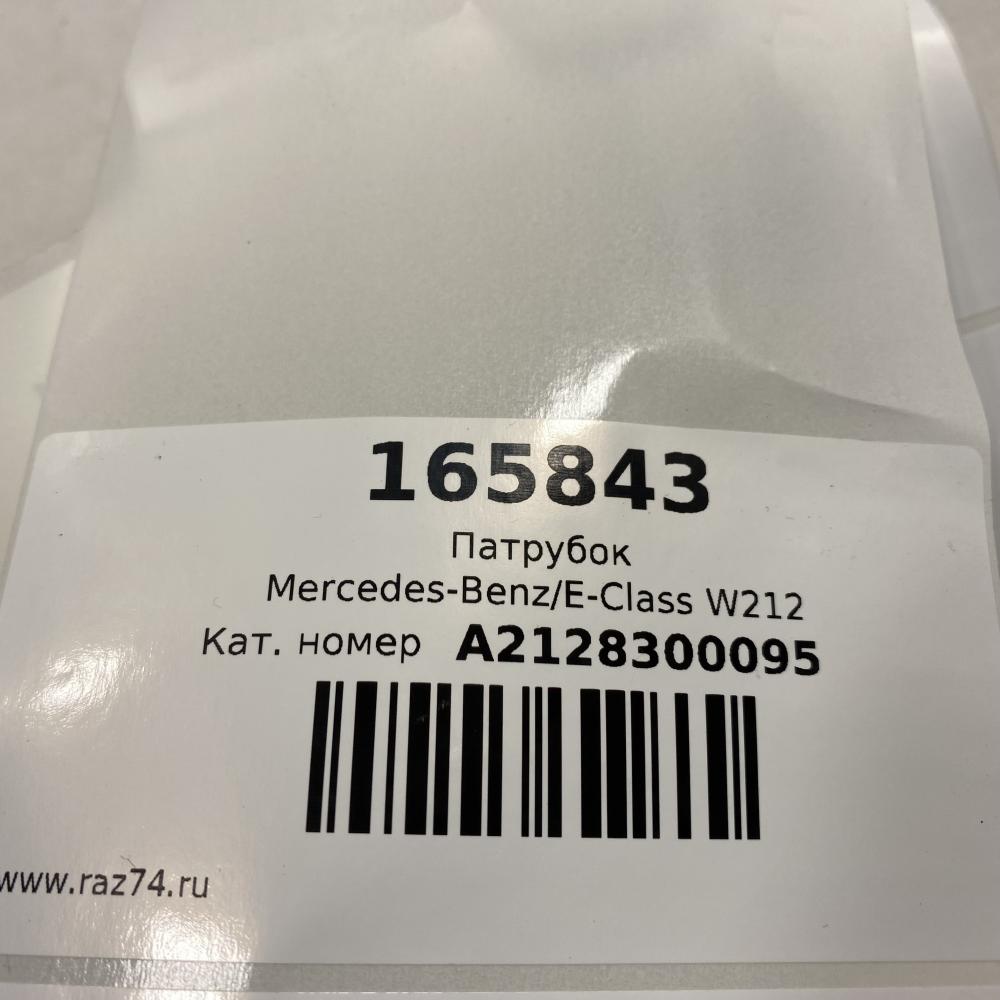 165843
Патрубок
Mercedes-Benz/E-Class W212
Кат. номер A2128300095
www.raz74.ru